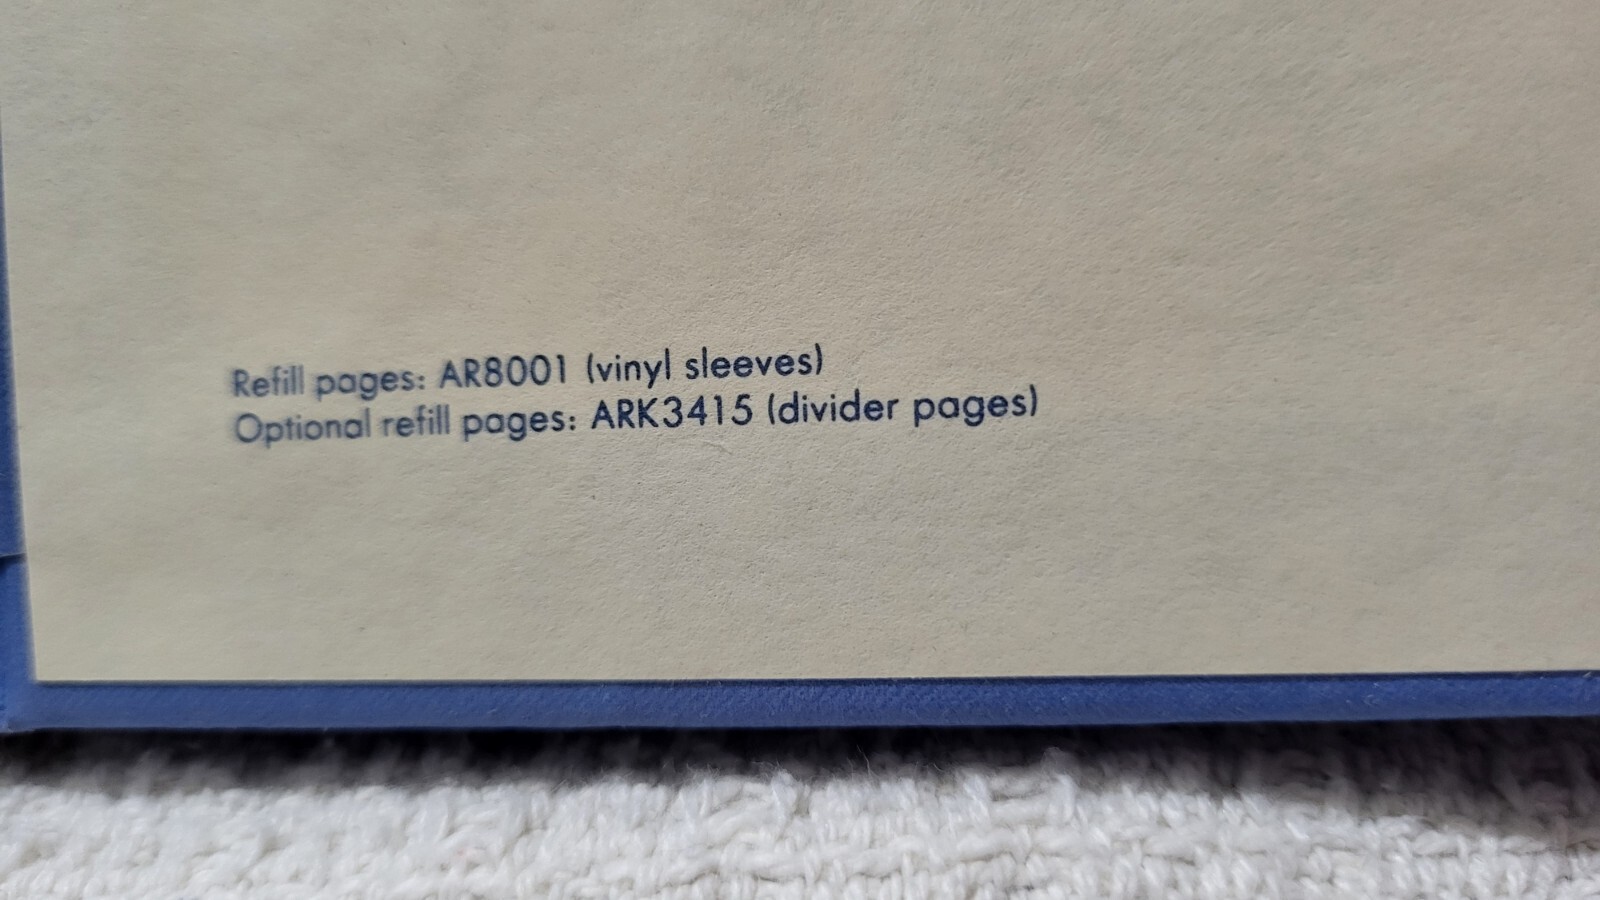 Refill pages: AR8001 (vinyl sleeves)
Optional refill pages: ARK3415 (divider pages)